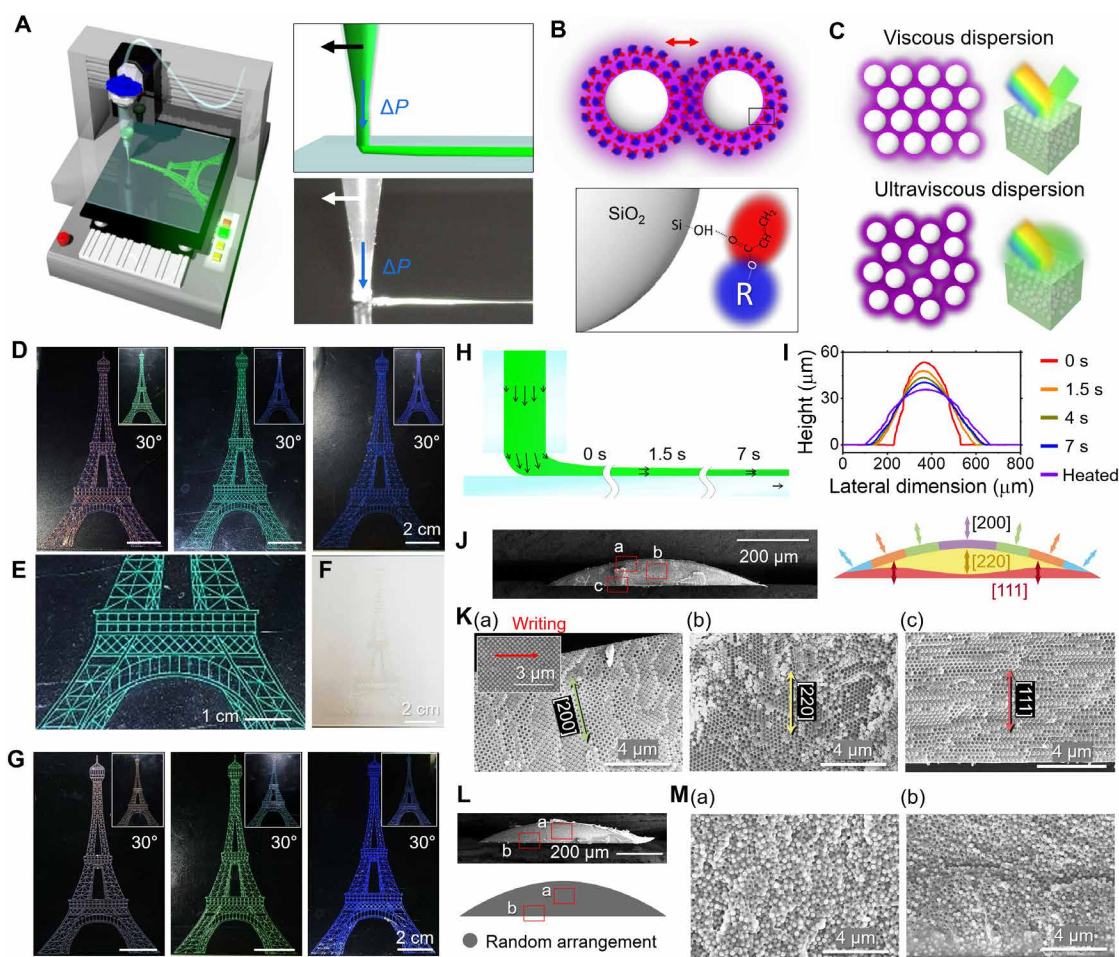 A
ΔP
ΔP
B
SiO2
Si
OH
O
C
CH
CH2
O
R
C
Viscous dispersion
Ultraviscous dispersion
D
30°
30°
30°
2 cm
E
1 cm
F
2 cm
G
30°
30°
30°
2 cm
H
0 s
1.5 s
7 s
I
Height (μm)
60
30
0
0
200
400
600
800
Lateral dimension (μm)
0 s
1.5 s
4 s
7 s
Heated
J
a
b
c
200 μm
[200]
[220]
[111]
K
(a)
Writing
3 μm
[200]
4 μm
(b)
[220]
4 μm
(c)
[111]
4 μm
L
a
b
200 μm
a
b
Random arrangement
M
(a)
4 μm
(b)
4 μm